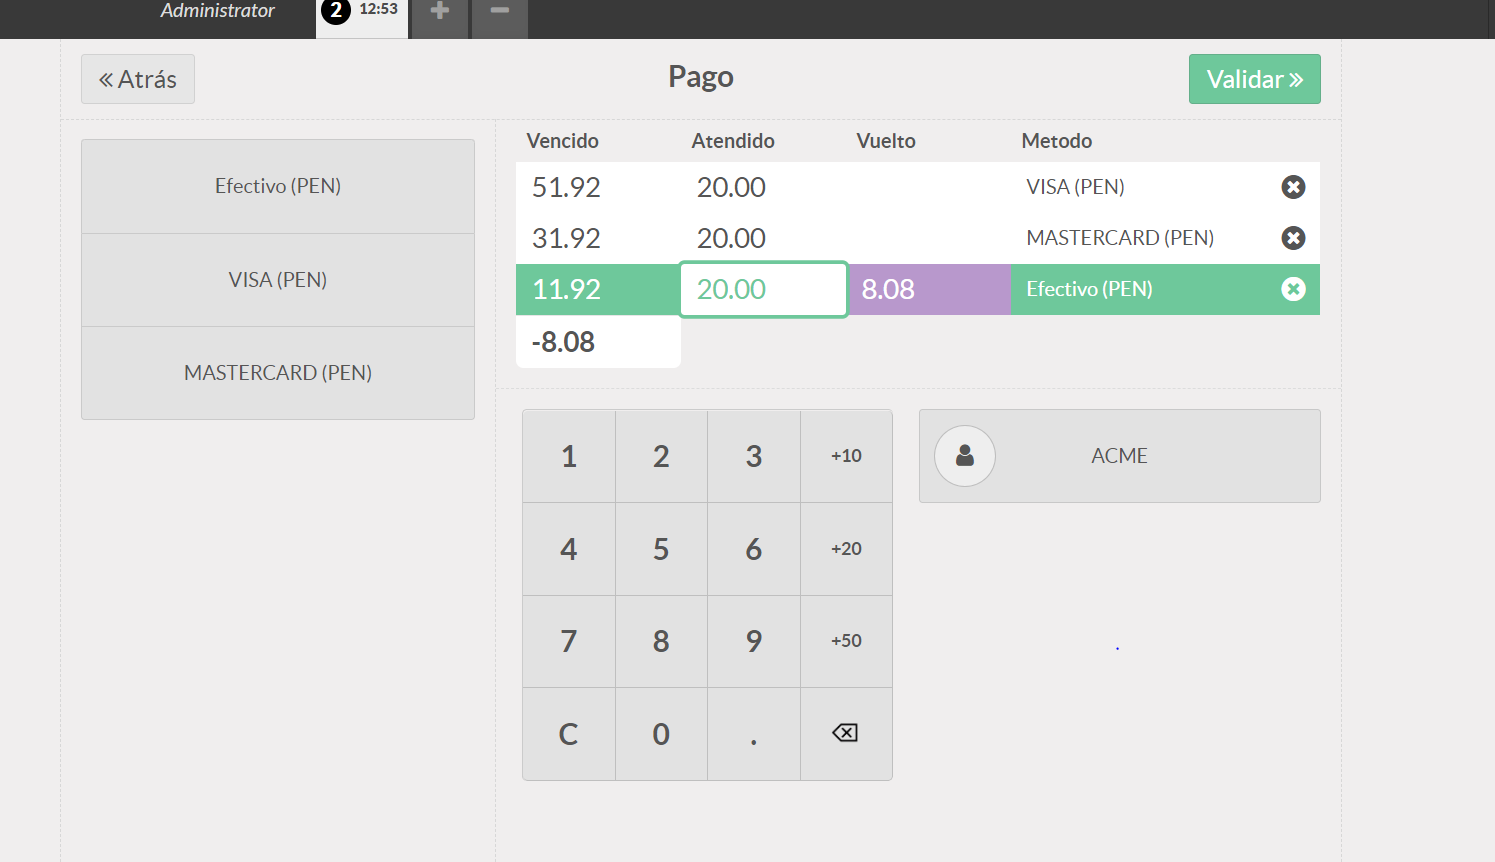 Administrator 2 12:53
Atrás Pago Validar
Efectivo (PEN)
VISA (PEN)
MASTERCARD (PEN)
Vencido Atendido Vuelto Metodo
51.92 20.00 VISA (PEN)
31.92 20.00 MASTERCARD (PEN)
11.92 20.00 8.08 Efectivo (PEN)
-8.08
1 2 3 +10
4 5 6 +20
7 8 9 +50
C 0 .
ACME